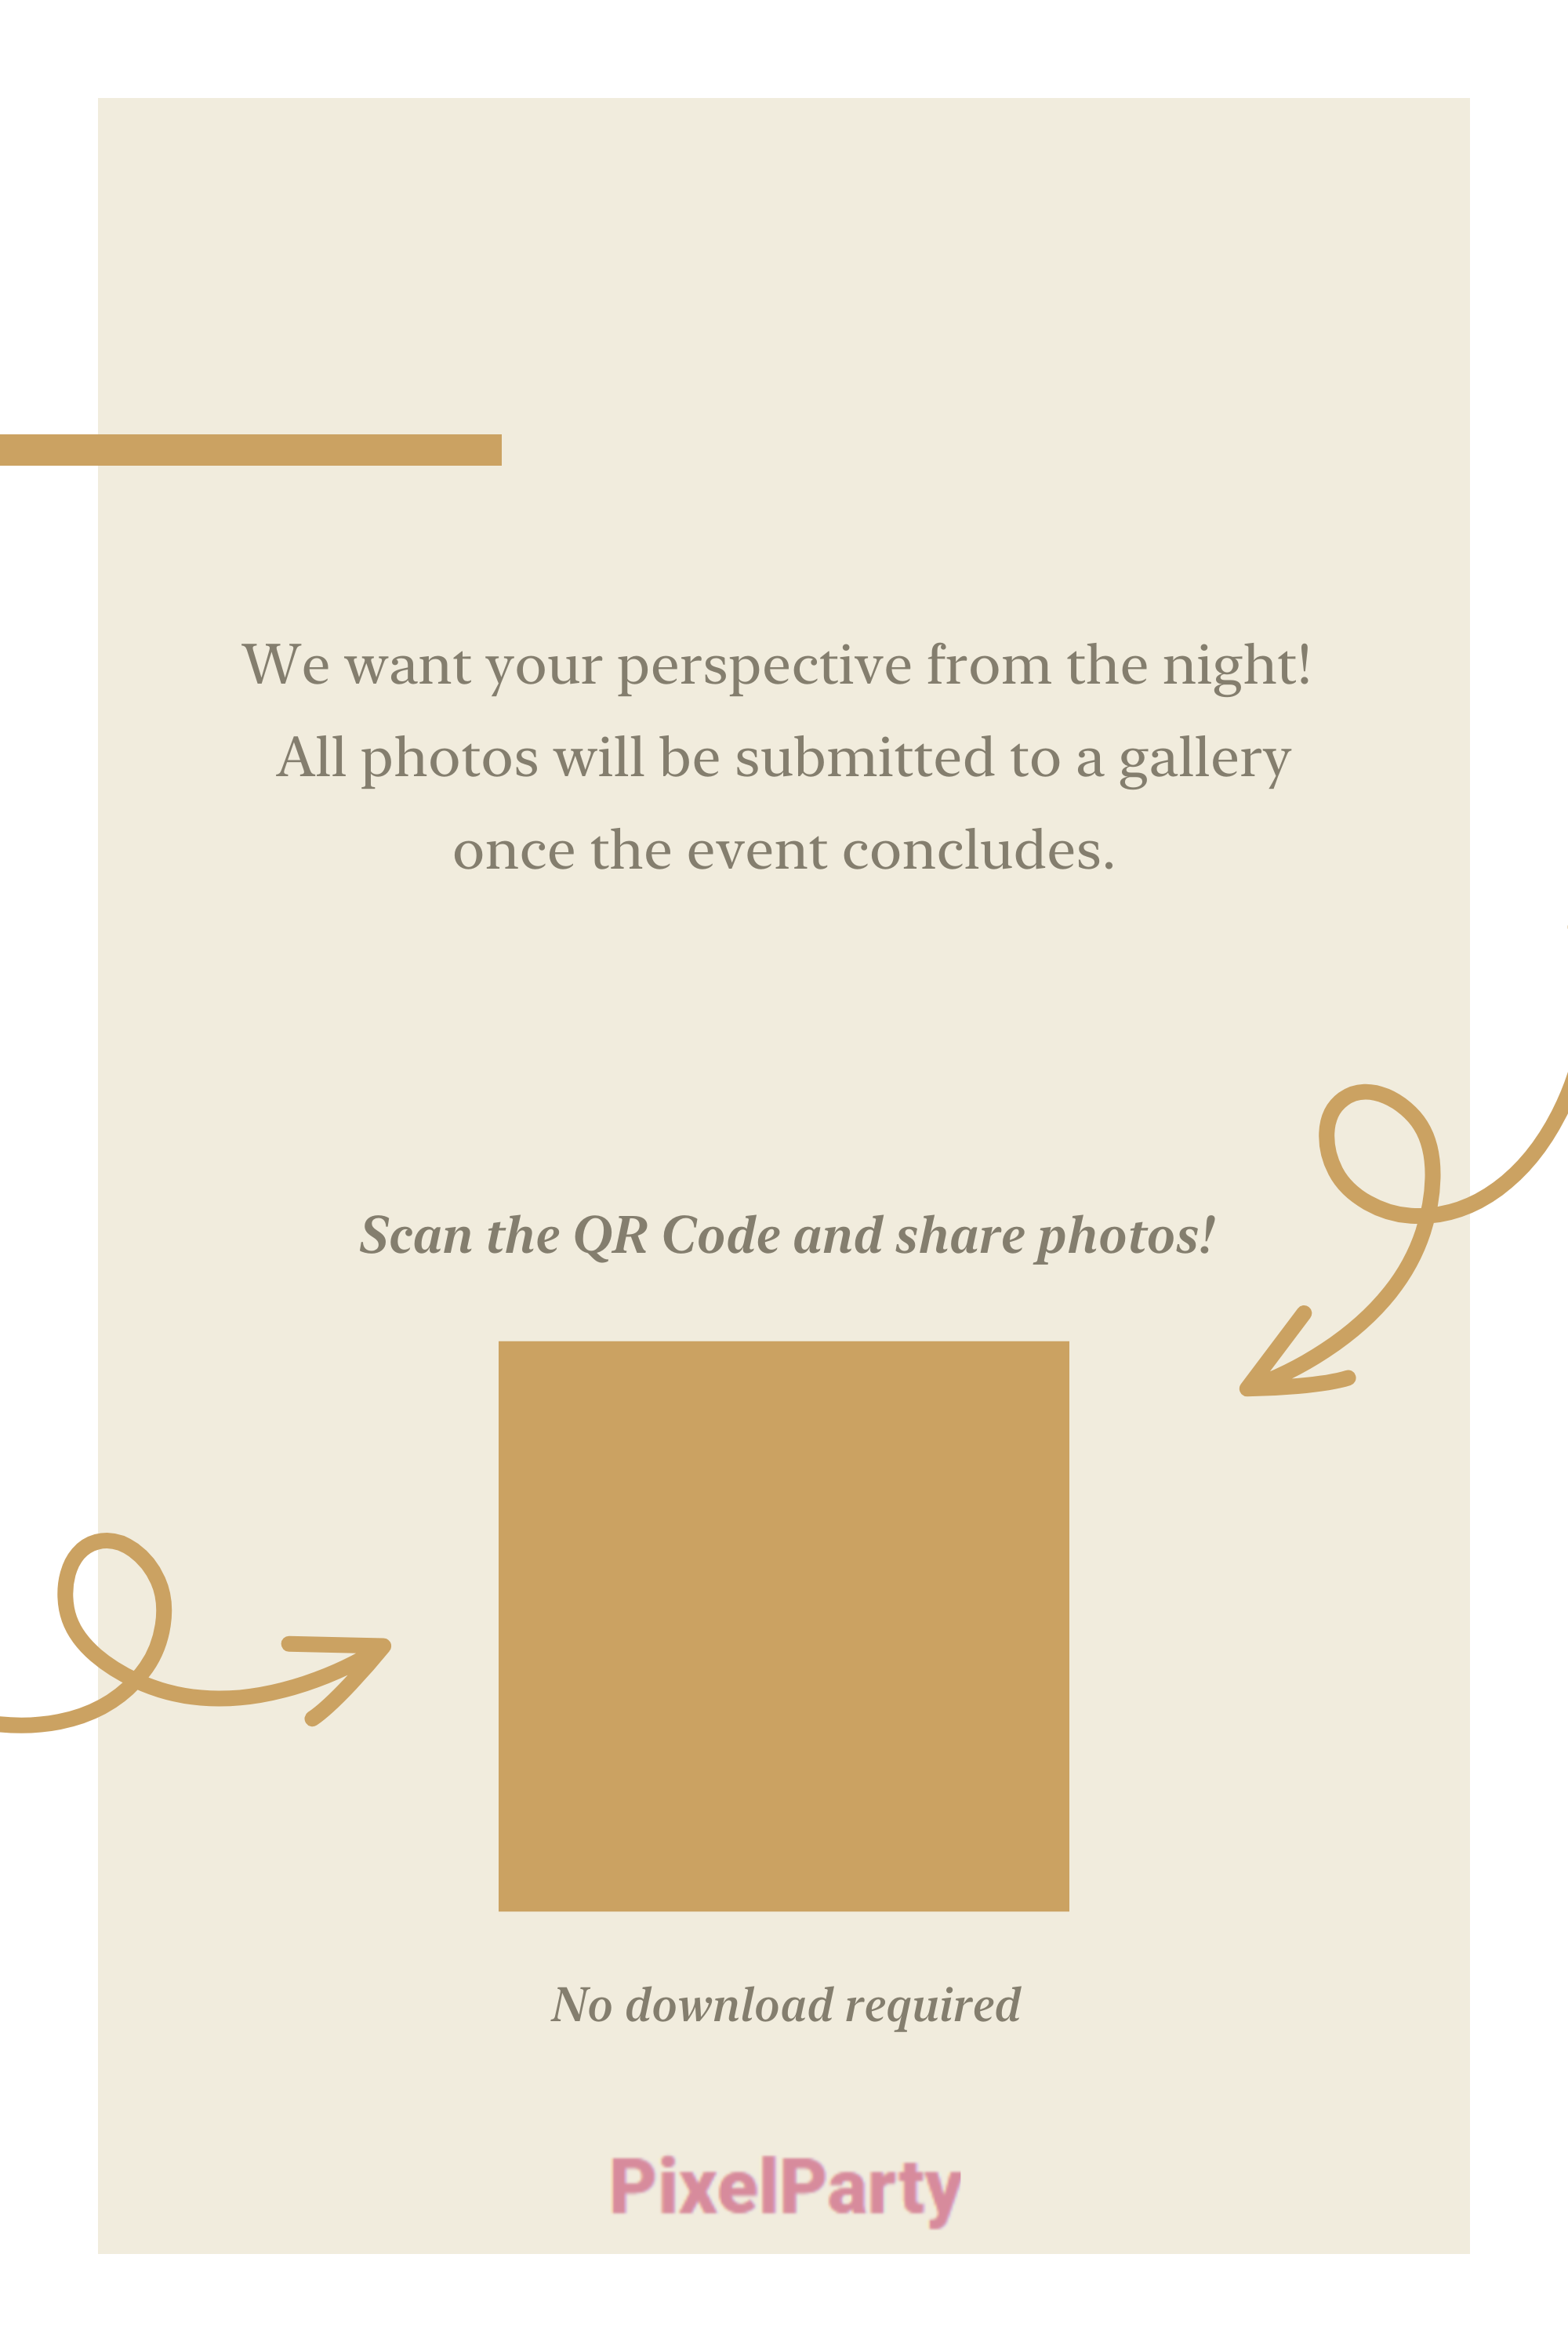 We want your perspective from the night!
All photos will be submitted to a gallery
once the event concludes.
Scan the QR Code and share photos!
No download required
PixelParty